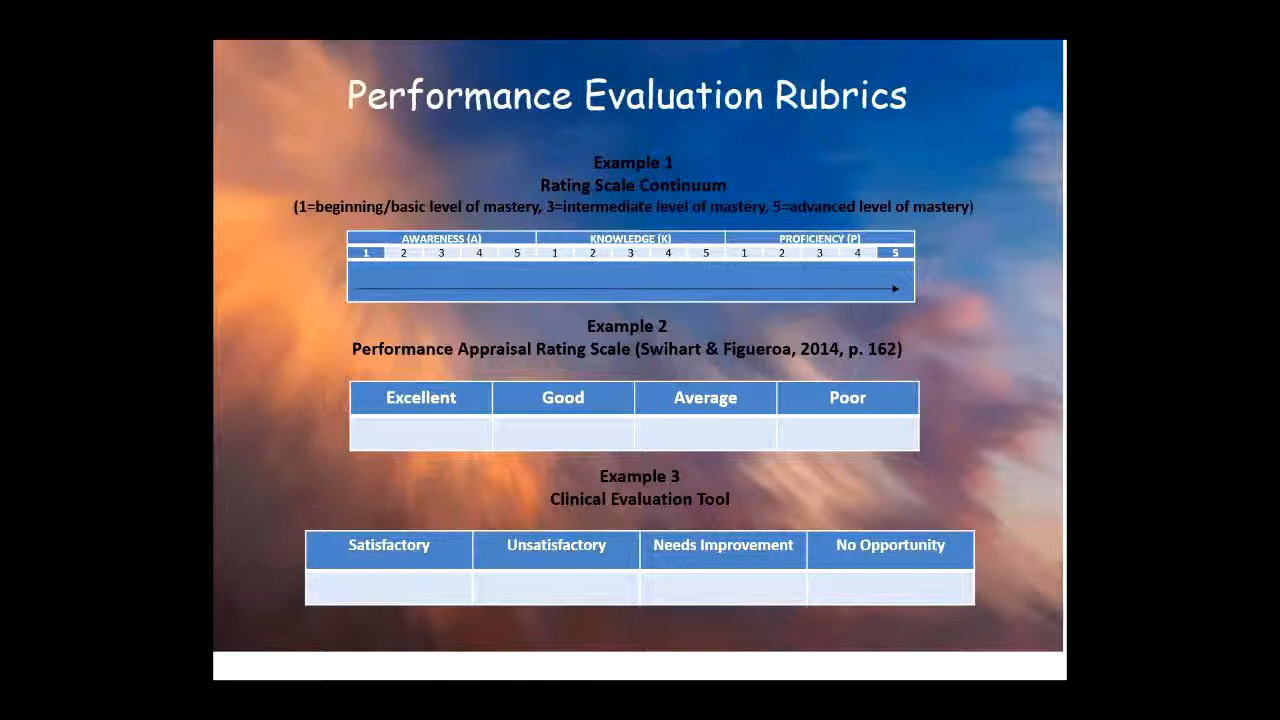 Performance Evaluation Rubrics
Example 1
Rating Scale Continuum
(1=beginning/basic level of mastery, 3=intermediate level of mastery, 5=advanced level of mastery)
AWARENESS (A) KNOWLEDGE (K) PROFICIENCY (P)
1 2 3 4 5 1 2 3 4 5 1 2 3 4 5
Example 2
Performance Appraisal Rating Scale (Swihart & Figueroa, 2014, p. 162)
Excellent Good Average Poor
Example 3
Clinical Evaluation Tool
Satisfactory Unsatisfactory Needs Improvement No Opportunity